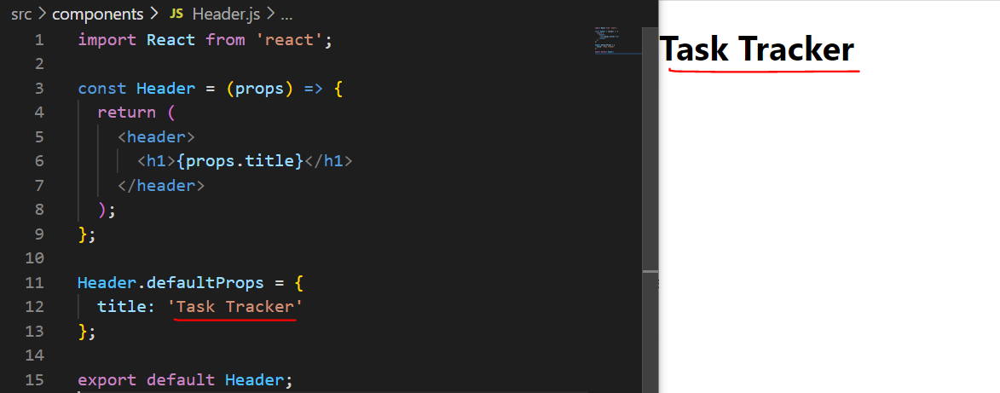 src > components > JS Header.js > ...
1 import React from 'react';
2
3 const Header = (props) => {
4 return (
5 <header>
6 <h1>{props.title}</h1>
7 </header>
8 );
9 };
10
11 Header.defaultProps = {
12 title: 'Task Tracker'
13 };
14
15 export default Header;
Task Tracker